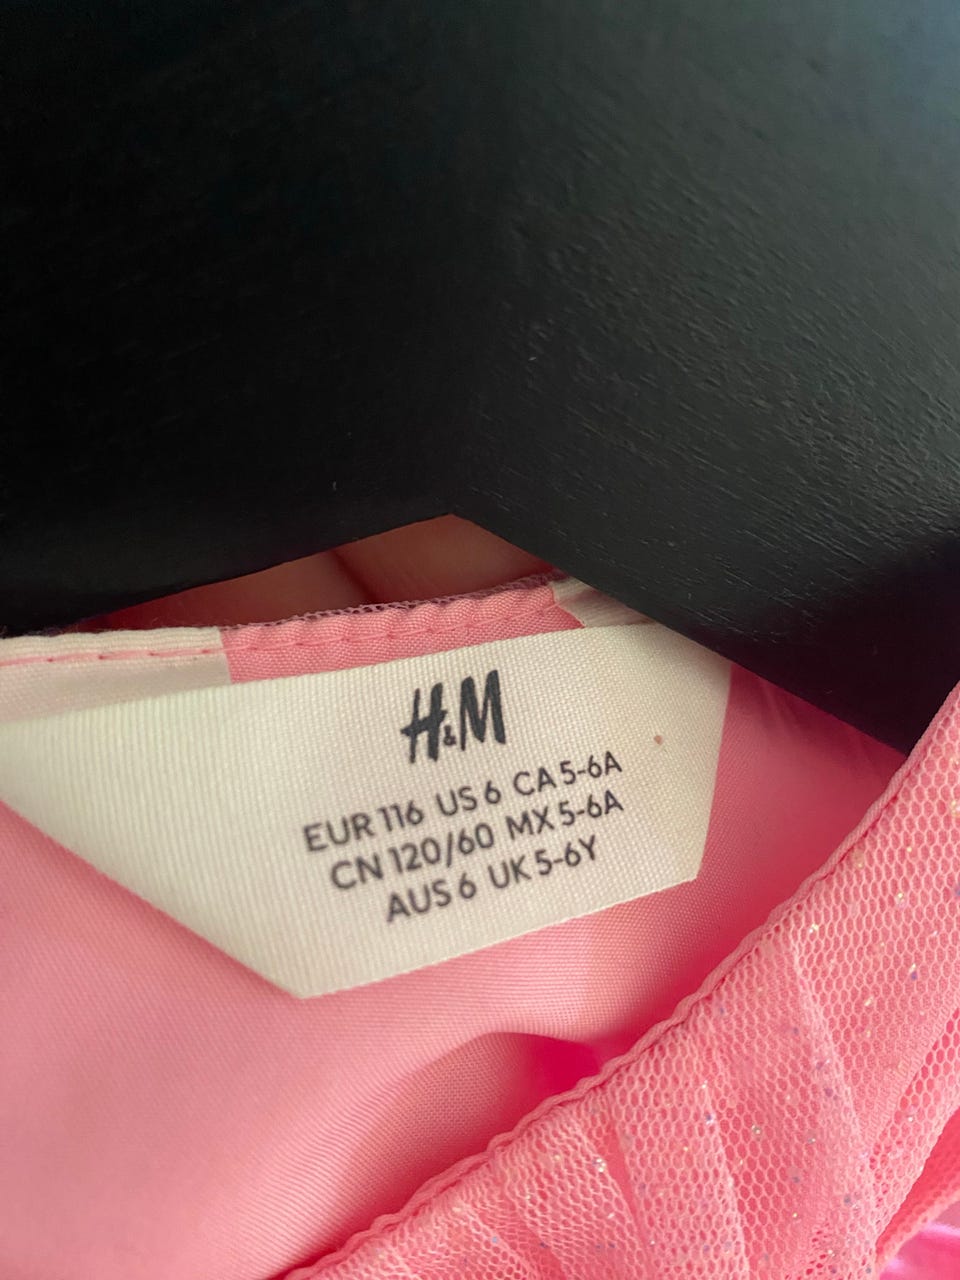 H&M
EUR 116 US 6 CA 5-6A
CN 120/60 MX 5-6A
AUS 6 UK 5-6Y